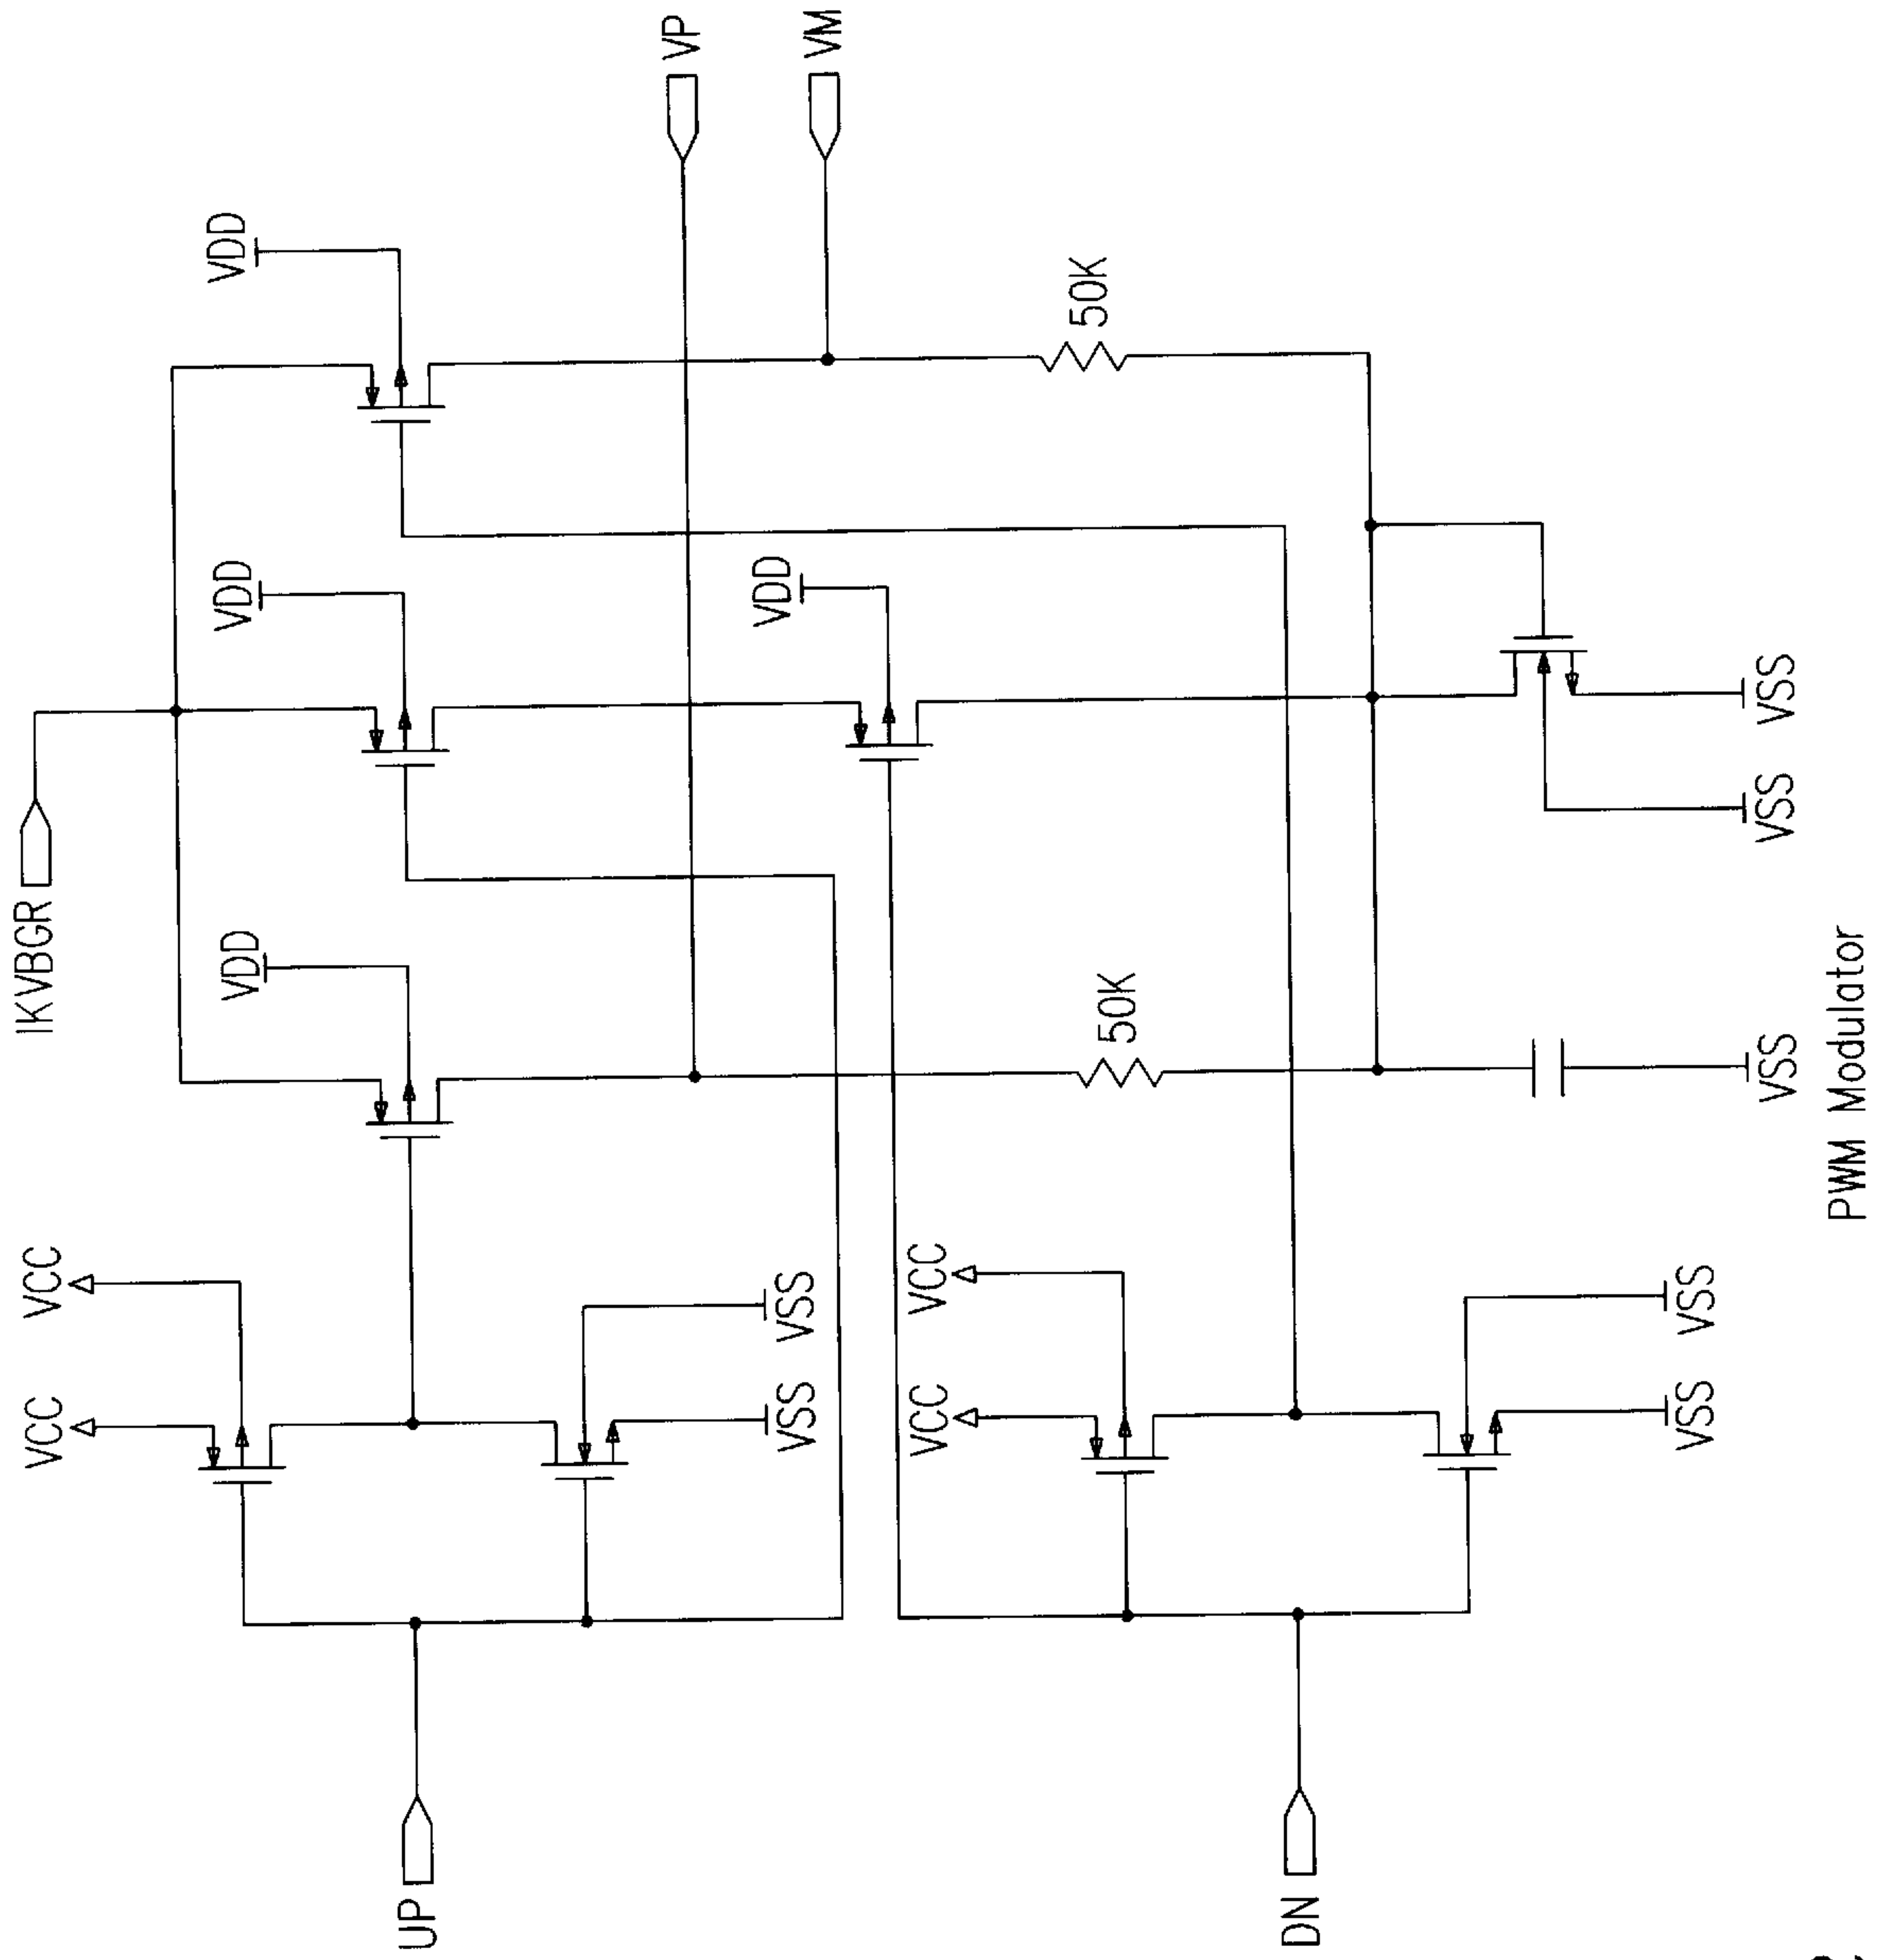 IKVBGR
VP
VM
VDD
VDD
VDD
VDD
50K
50K
VCC
VCC
VSS
VSS
VCC
VCC
VSS
VSS
VSS
VSS
VSS
UP
DN
PWM Modulator